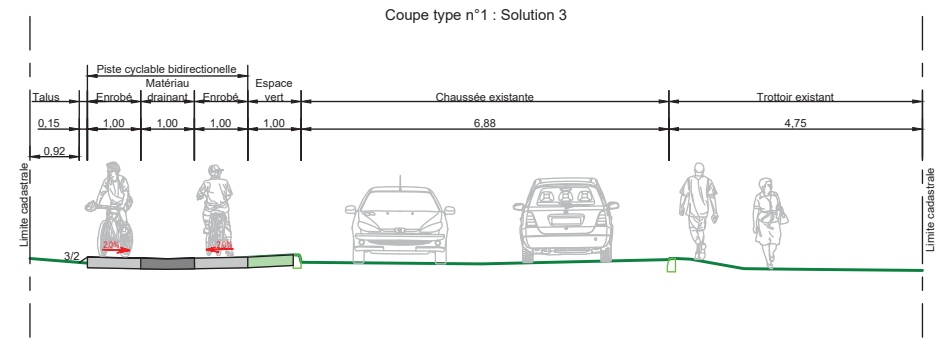 Coupe type n°1 : Solution 3
Piste cyclable bidirectionelle
Talus
Enrobé
Matériau
drainant
Enrobé
Espace
vert
Chaussée existante
Trottoir existant
0,15
1,00
1,00
1,00
1,00
6,88
4,75
0,92
Limite cadastrale
Limite cadastrale
2.0%
2.0%
3/2